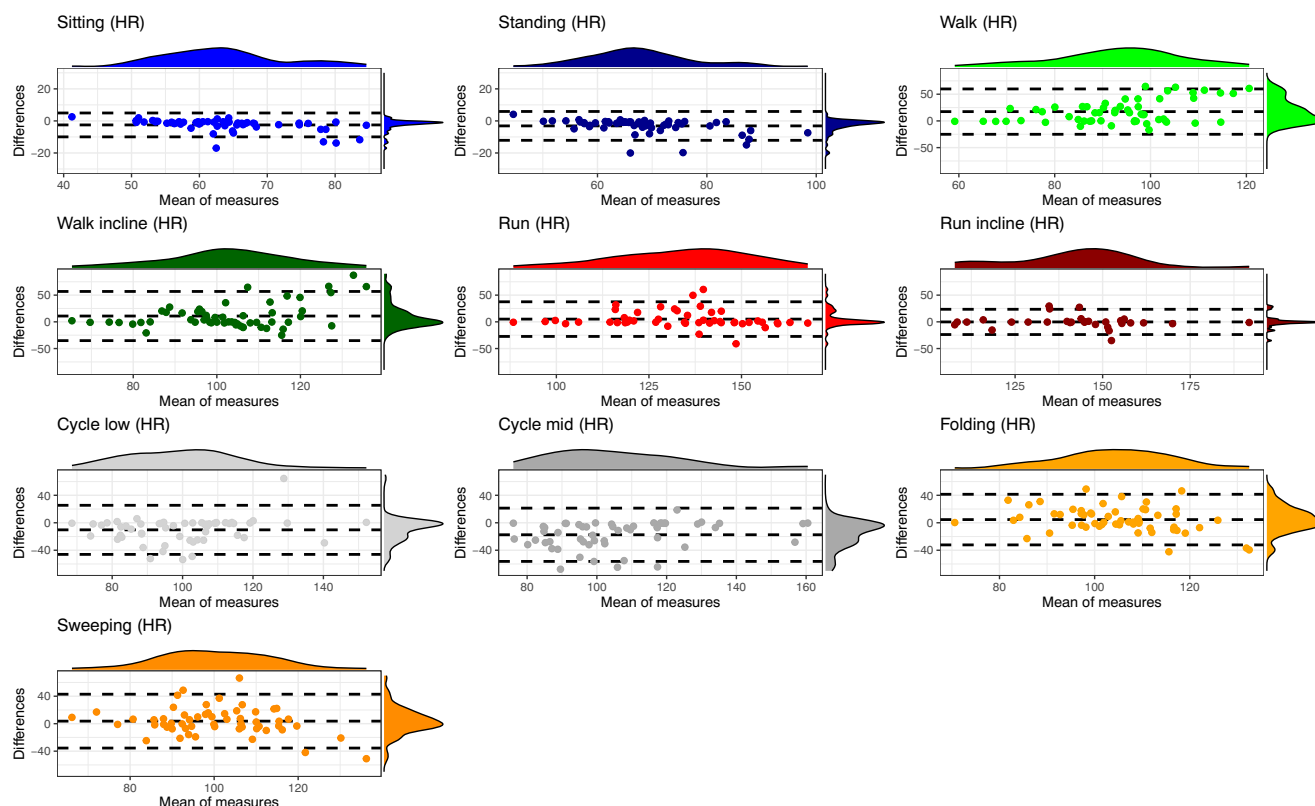 Sitting (HR)
Differences
20
0
−20
40
50
60
70
80
Mean of measures
Standing (HR)
Differences
20
0
−20
60
80
100
Mean of measures
Walk (HR)
Differences
50
0
−50
60
80
100
120
Mean of measures
Walk incline (HR)
Differences
50
0
−50
80
100
120
Mean of measures
Run (HR)
Differences
50
0
−50
100
125
150
Mean of measures
Run incline (HR)
Differences
50
0
−50
125
150
175
Mean of measures
Cycle low (HR)
Differences
40
0
−40
80
100
120
140
Mean of measures
Cycle mid (HR)
Differences
40
0
−40
80
100
120
140
160
Mean of measures
Folding (HR)
Differences
40
0
−40
80
100
120
Mean of measures
Sweeping (HR)
Differences
40
0
−40
80
100
120
Mean of measures